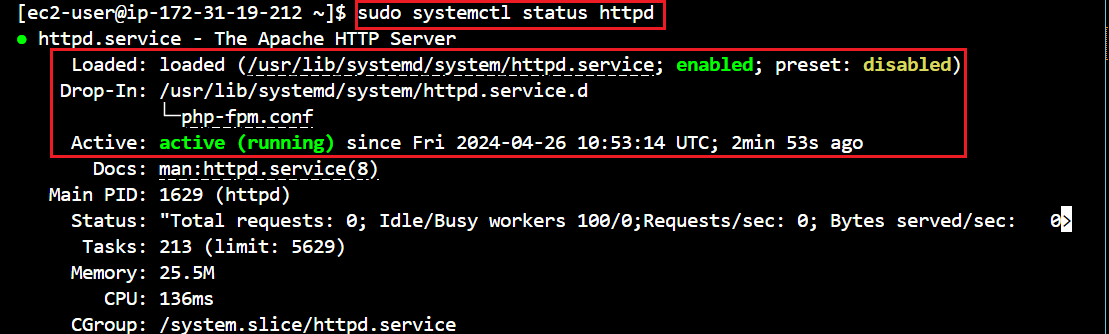 [ec2-user@ip-172-31-19-212 ~]$ sudo systemctl status httpd
● httpd.service - The Apache HTTP Server
Loaded: loaded (/usr/lib/systemd/system/httpd.service; enabled; preset: disabled)
Drop-In: /usr/lib/systemd/system/httpd.service.d
└─php-fpm.conf
Active: active (running) since Fri 2024-04-26 10:53:14 UTC; 2min 53s ago
Docs: man:httpd.service(8)
Main PID: 1629 (httpd)
Status: "Total requests: 0; Idle/Busy workers 100/0;Requests/sec: 0; Bytes served/sec:   0>
Tasks: 213 (limit: 5629)
Memory: 25.5M
CPU: 136ms
CGroup: /system.slice/httpd.service